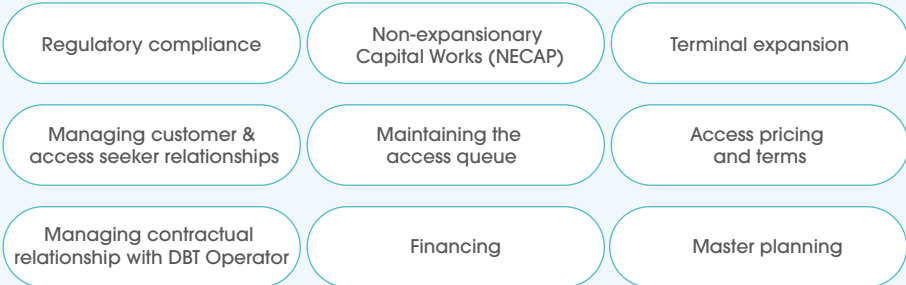 Regulatory compliance
Non-expansionary
Capital Works (NECAP)
Terminal expansion
Managing customer &
access seeker relationships
Maintaining the
access queue
Access pricing
and terms
Managing contractual
relationship with DBT Operator
Financing
Master planning